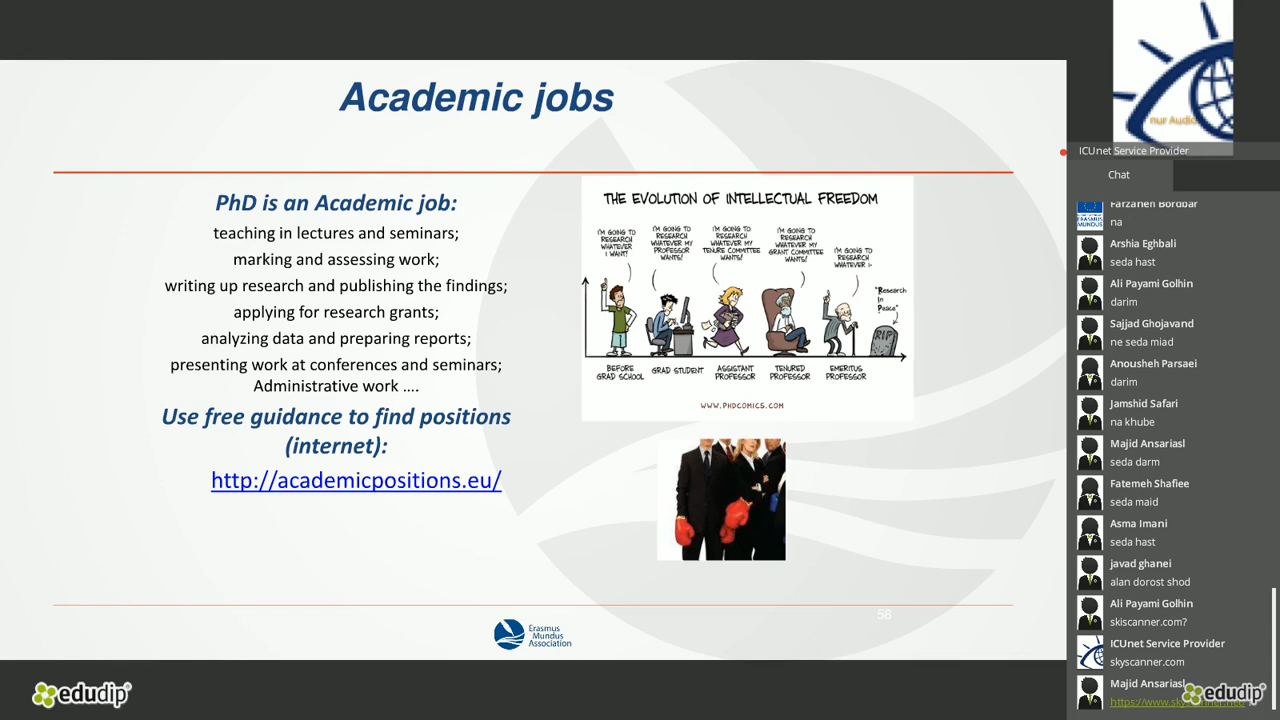 Academic jobs
PhD is an Academic job:
teaching in lectures and seminars;
marking and assessing work;
writing up research and publishing the findings;
applying for research grants;
analyzing data and preparing reports;
presenting work at conferences and seminars;
Administrative work ....
Use free guidance to find positions
(internet):
http://academicpositions.eu/
THE EVOLUTION OF INTELLECTUAL FREEDOM
I'M GOING TO
RESEARCH
WHATEVER
I WANT!
I'M GOING TO
RESEARCH
WHATEVER MY
PROFESSOR
WANTS!
I'M GOING TO
RESEARCH
WHATEVER MY
TENURE COMMITTEE
WANTS!
I'M GOING TO
RESEARCH
WHATEVER MY
GRANT COMMITTEE
WANTS!
I'M GOING TO
RESEARCH
WHATEVER I-
"Research
in
Peace"
RIP
BEFORE
GRAD SCHOOL
GRAD STUDENT
ASSISTANT
PROFESSOR
TENURED
PROFESSOR
EMERITUS
PROFESSOR
WWW.PHDCOMICS.COM
58
Erasmus
Mundus
Association
edudip
nur Audio
ICUnet Service Provider
Chat
Farzaneh Bordbar
na
Arshia Eghbali
seda hast
Ali Payami Golhin
darim
Sajjad Ghojavand
ne seda miad
Anousheh Parsaei
darim
Jamshid Safari
na khube
Majid Ansariasl
seda darm
Fatemeh Shafiee
seda maid
Asma Imani
seda hast
javad ghanei
alan dorost shod
Ali Payami Golhin
skiscanner.com?
ICUnet Service Provider
skyscanner.com
Majid Ansariasl
edudip